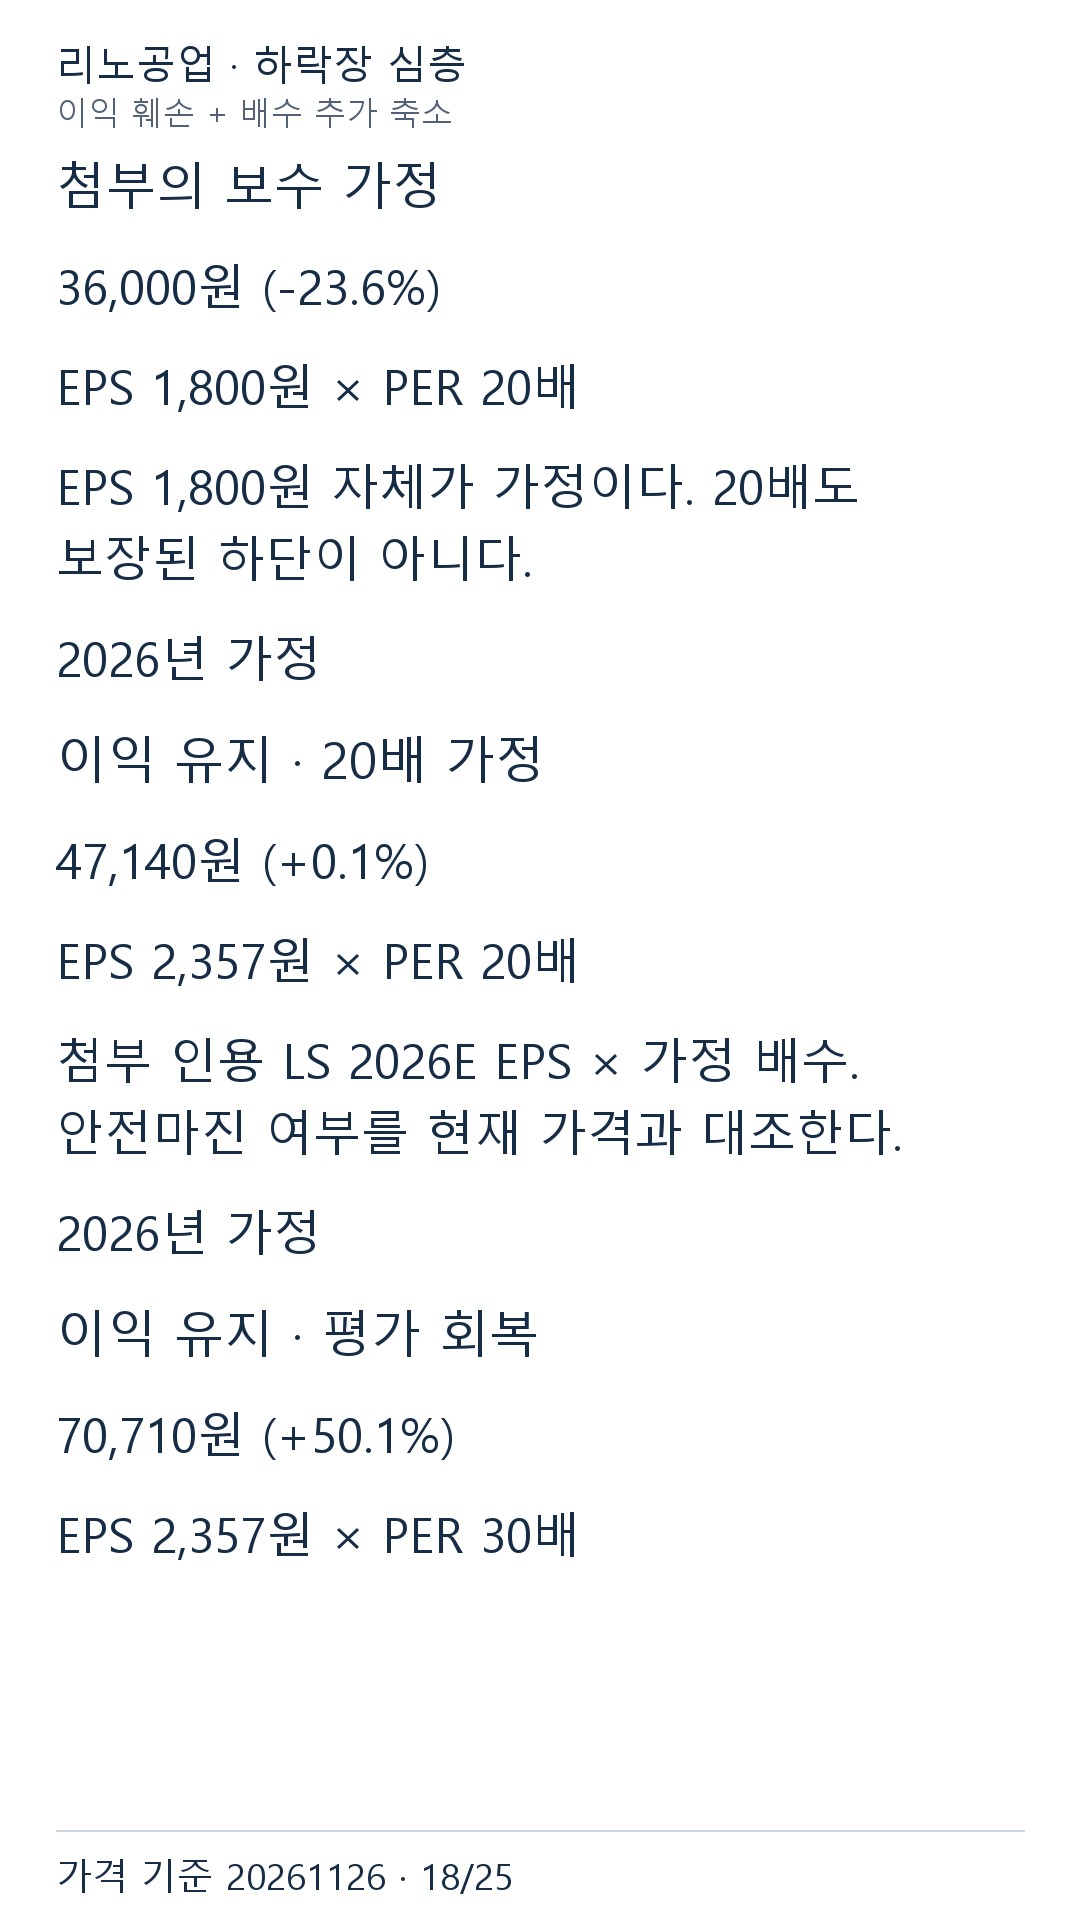 리노공업 · 하락장 심층
이익 훼손 + 배수 추가 축소
첨부의 보수 가정
36,000원 (-23.6%)
EPS 1,800원 × PER 20배
EPS 1,800원 자체가 가정이다. 20배도
보장된 하단이 아니다.
2026년 가정
이익 유지 · 20배 가정
47,140원 (+0.1%)
EPS 2,357원 × PER 20배
첨부 인용 LS 2026E EPS × 가정 배수.
안전마진 여부를 현재 가격과 대조한다.
2026년 가정
이익 유지 · 평가 회복
70,710원 (+50.1%)
EPS 2,357원 × PER 30배
가격 기준 20261126 · 18/25